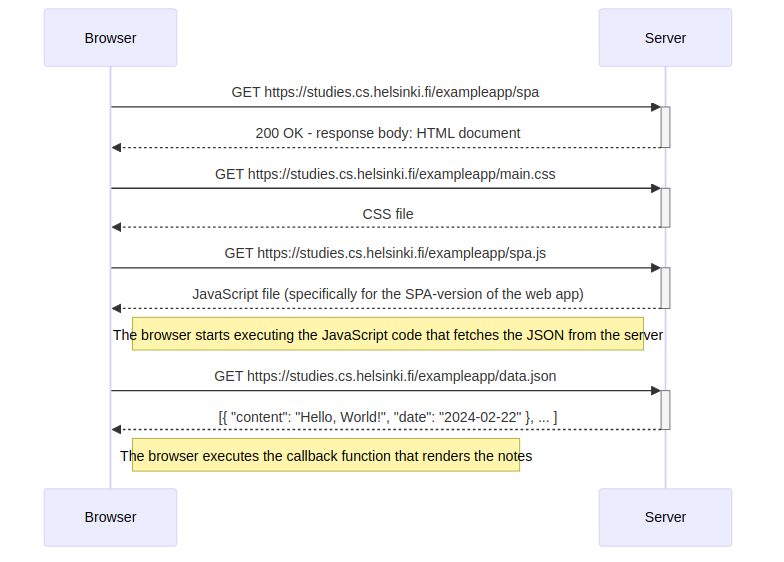 Browser
Server
GET https://studies.cs.helsinki.fi/exampleapp/spa
200 OK - response body: HTML document
GET https://studies.cs.helsinki.fi/exampleapp/main.css
CSS file
GET https://studies.cs.helsinki.fi/exampleapp/spa.js
JavaScript file (specifically for the SPA-version of the web app)
The browser starts executing the JavaScript code that fetches the JSON from the server
GET https://studies.cs.helsinki.fi/exampleapp/data.json
[{ "content": "Hello, World!", "date": "2024-02-22" }, ... ]
The browser executes the callback function that renders the notes
Browser
Server